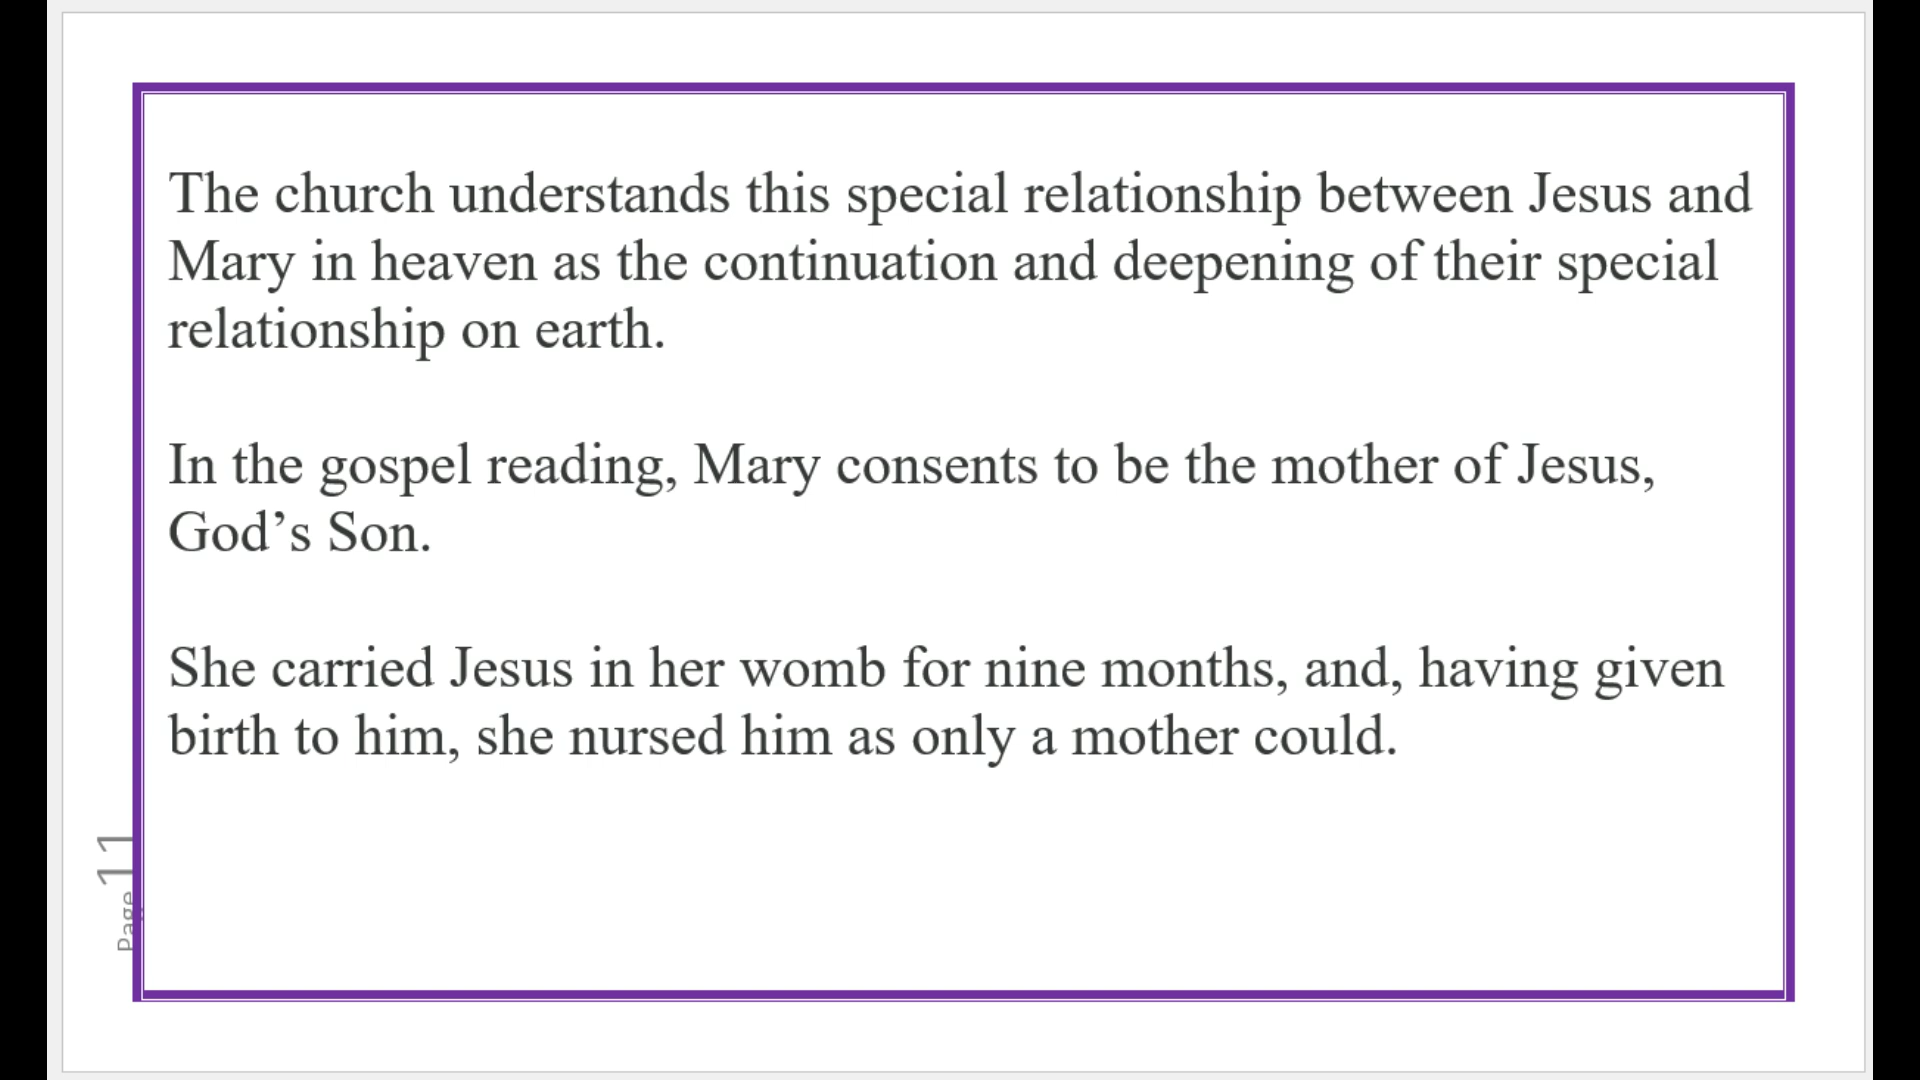 The church understands this special relationship between Jesus and
Mary in heaven as the continuation and deepening of their special
relationship on earth.
In the gospel reading, Mary consents to be the mother of Jesus,
God’s Son.
She carried Jesus in her womb for nine months, and, having given
birth to him, she nursed him as only a mother could.
Page 11